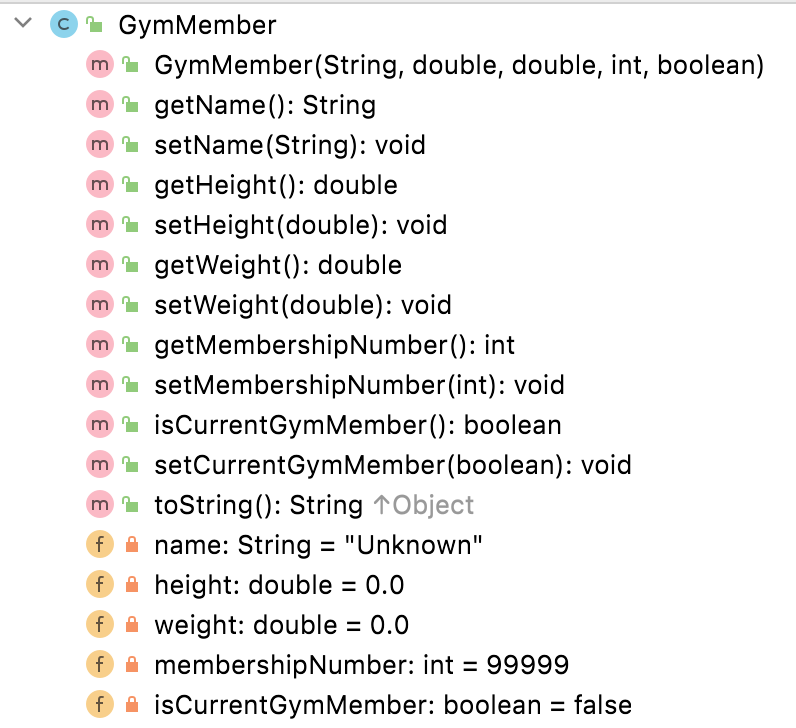 C GymMember
m GymMember(String, double, double, int, boolean)
m getName(): String
m setName(String): void
m getHeight(): double
m setHeight(double): void
m getWeight(): double
m setWeight(double): void
m getMembershipNumber(): int
m setMembershipNumber(int): void
m isCurrentGymMember(): boolean
m setCurrentGymMember(boolean): void
m toString(): String ↑Object
f name: String = "Unknown"
f height: double = 0.0
f weight: double = 0.0
f membershipNumber: int = 99999
f isCurrentGymMember: boolean = false